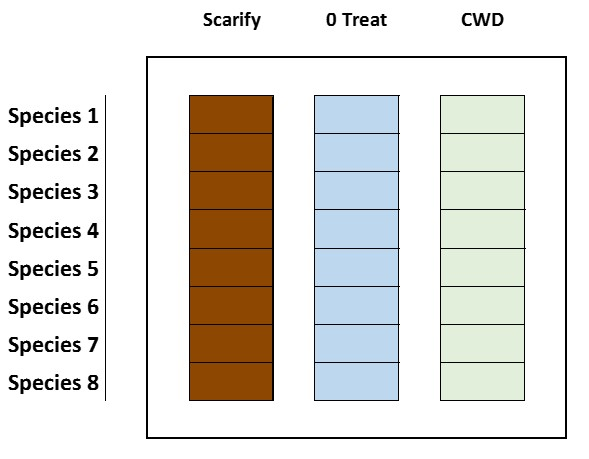 Scarify 0 Treat CWD
Species 1
Species 2
Species 3
Species 4
Species 5
Species 6
Species 7
Species 8